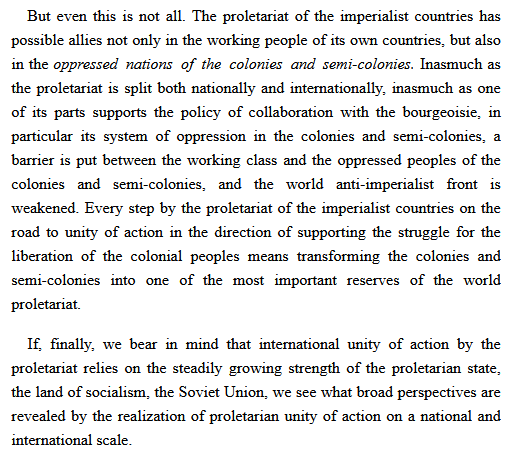 But even this is not all. The proletariat of the imperialist countries has
possible allies not only in the working people of its own countries, but also
in the oppressed nations of the colonies and semi-colonies. Inasmuch as
the proletariat is split both nationally and internationally, inasmuch as one
of its parts supports the policy of collaboration with the bourgeoisie, in
particular its system of oppression in the colonies and semi-colonies, a
barrier is put between the working class and the oppressed peoples of the
colonies and semi-colonies, and the world anti-imperialist front is
weakened. Every step by the proletariat of the imperialist countries on the
road to unity of action in the direction of supporting the struggle for the
liberation of the colonial peoples means transforming the colonies and
semi-colonies into one of the most important reserves of the world
proletariat.
If, finally, we bear in mind that international unity of action by the
proletariat relies on the steadily growing strength of the proletarian state,
the land of socialism, the Soviet Union, we see what broad perspectives are
revealed by the realization of proletarian unity of action on a national and
international scale.